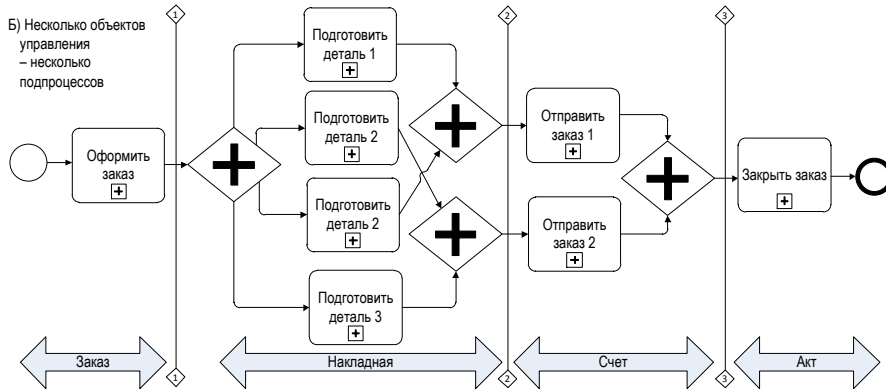 Б) Несколько объектов
управления
– несколько
подпроцессов
1
2
3
Оформить
заказ
Подготовить
деталь 1
Подготовить
деталь 2
Подготовить
деталь 2
Подготовить
деталь 3
Отправить
заказ 1
Отправить
заказ 2
Закрыть заказ
Заказ
Накладная
Счет
Акт
1
2
3